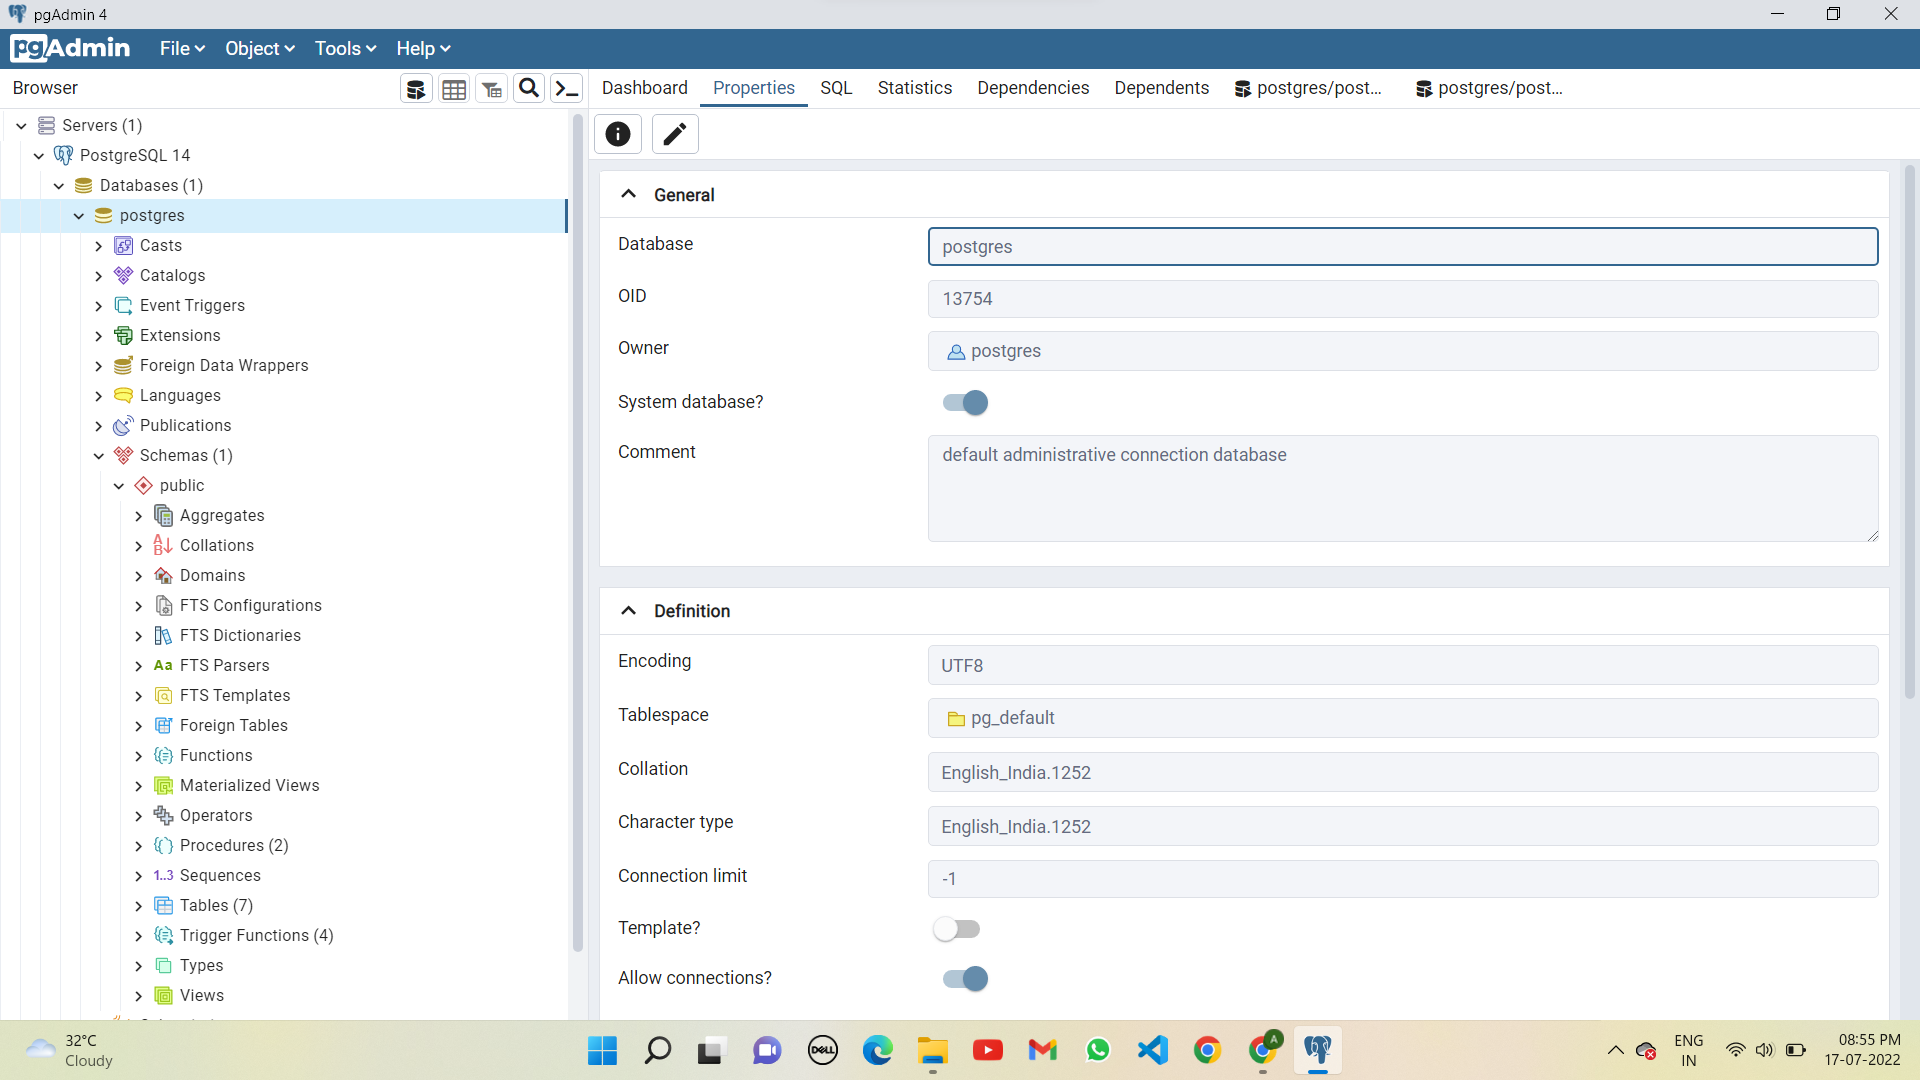 pgAdmin 4
pgAdmin File Object Tools Help
Browser
Dashboard Properties SQL Statistics Dependencies Dependents postgres/post... postgres/post...
Servers (1)
PostgreSQL 14
Databases (1)
postgres
Casts
Catalogs
Event Triggers
Extensions
Foreign Data Wrappers
Languages
Publications
Schemas (1)
public
Aggregates
Collations
Domains
FTS Configurations
FTS Dictionaries
Aa FTS Parsers
FTS Templates
Foreign Tables
Functions
Materialized Views
Operators
Procedures (2)
1..3 Sequences
Tables (7)
Trigger Functions (4)
Types
Views
General
Database postgres
OID 13754
Owner postgres
System database?
Comment default administrative connection database
Definition
Encoding UTF8
Tablespace pg_default
Collation English_India.1252
Character type English_India.1252
Connection limit -1
Template?
Allow connections?
32°C
Cloudy
DELL
A
ENG
IN
08:55 PM
17-07-2022